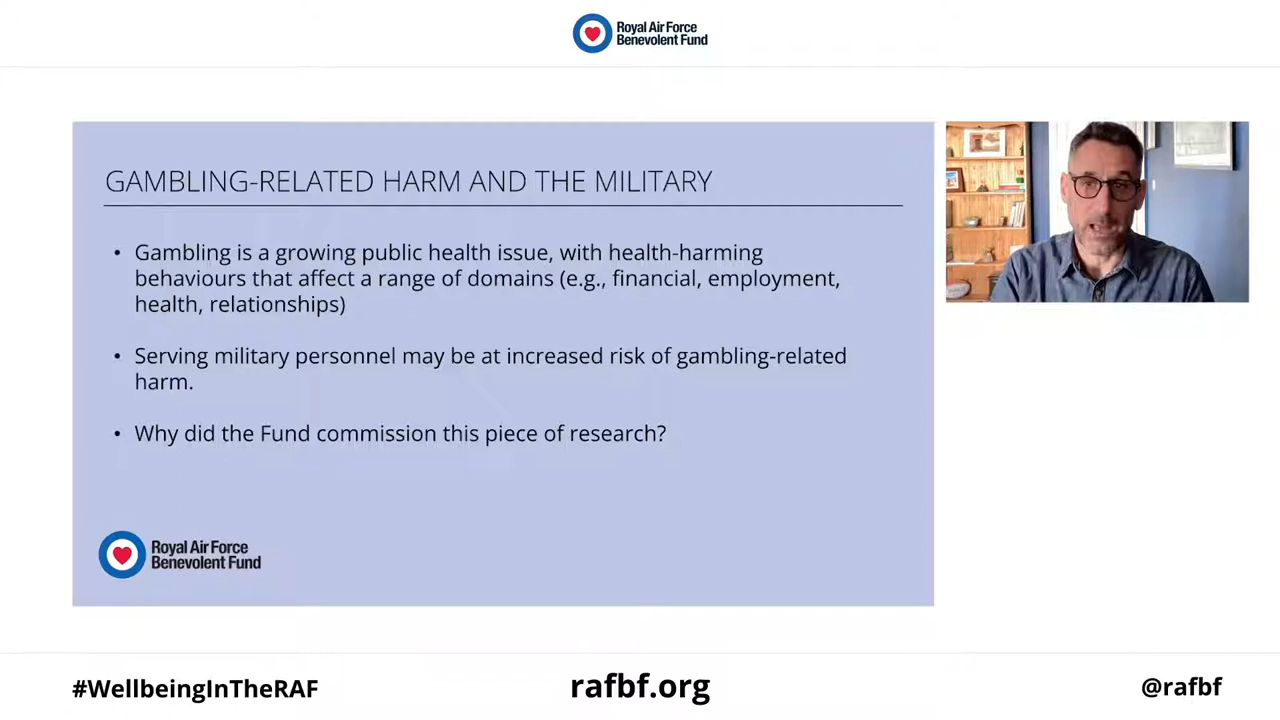 Royal Air Force
Benevolent Fund
GAMBLING-RELATED HARM AND THE MILITARY
• Gambling is a growing public health issue, with health-harming
behaviours that affect a range of domains (e.g., financial, employment,
health, relationships)
• Serving military personnel may be at increased risk of gambling-related
harm.
• Why did the Fund commission this piece of research?
Royal Air Force
Benevolent Fund
#WellbeingInTheRAF
rafbf.org
@rafbf